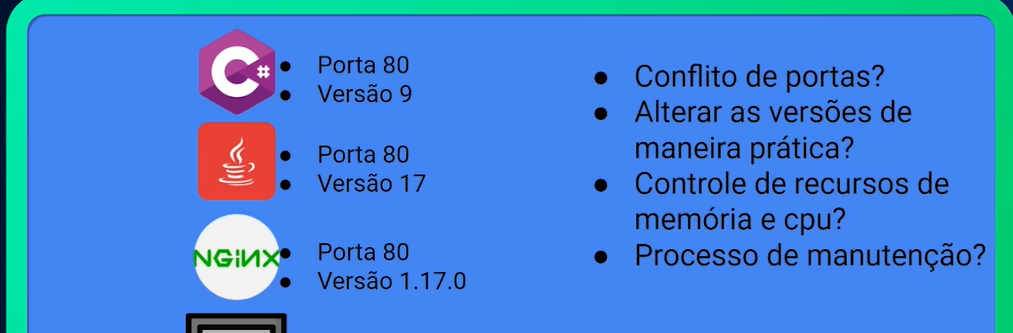 C#
Porta 80
Versão 9
Porta 80
Versão 17
NGiNX
Porta 80
Versão 1.17.0
Conflito de portas?
Alterar as versões de
maneira prática?
Controle de recursos de
memória e cpu?
Processo de manutenção?